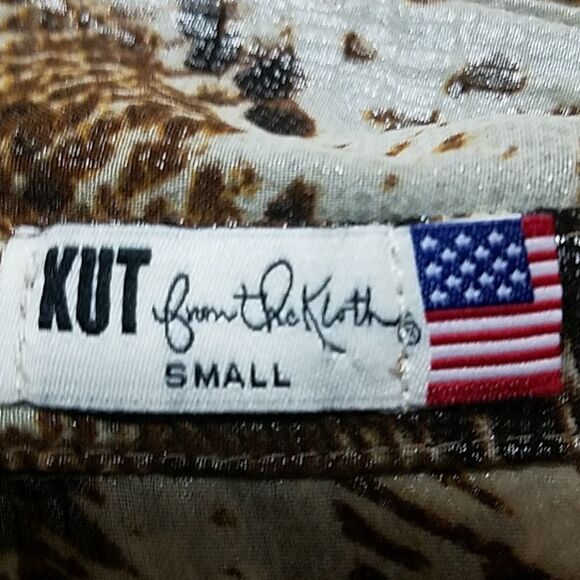 KUT from the Kloth®
SMALL